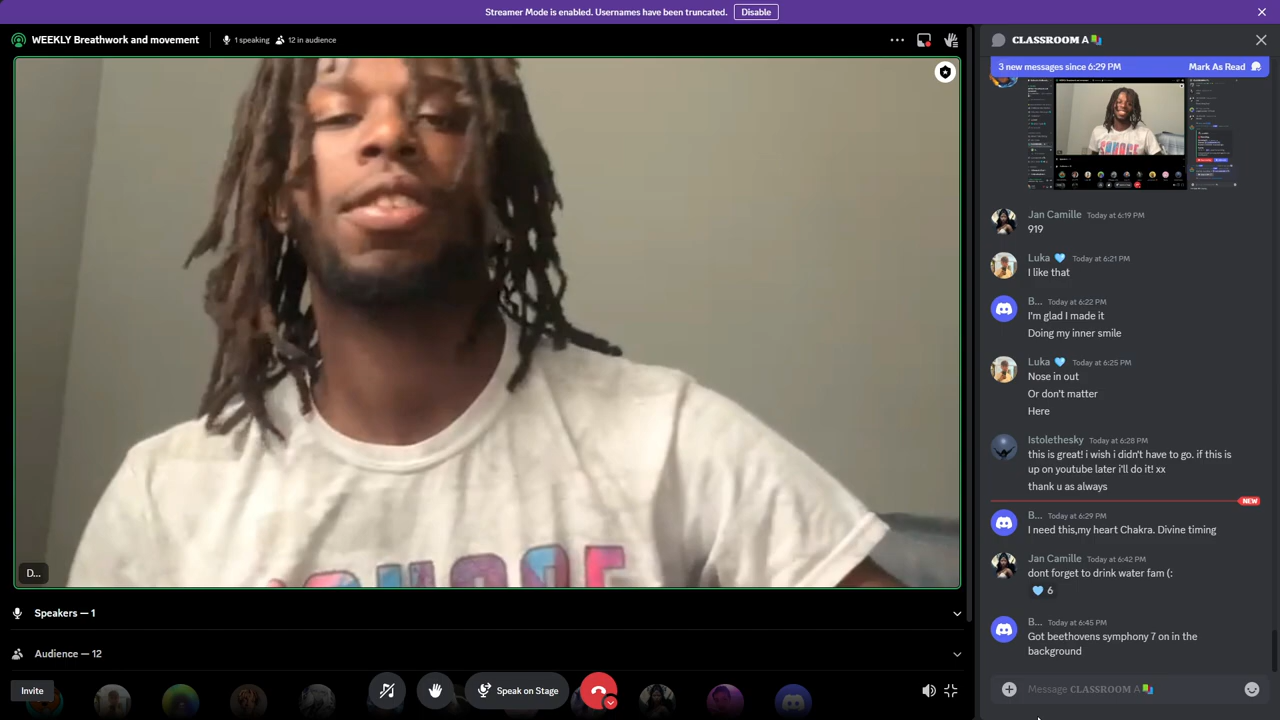 Streamer Mode is enabled. Usernames have been truncated. Disable
WEEKLY Breathwork and movement
1 speaking
12 in audience
D...
Speakers — 1
Audience — 12
Invite
Speak on Stage
CLASSROOM A
3 new messages since 6:29 PM Mark As Read
Jan Camille Today at 6:19 PM
919
Luka 💙 Today at 6:21 PM
I like that
B... Today at 6:22 PM
I'm glad I made it
Doing my inner smile
Luka 💙 Today at 6:25 PM
Nose in out
Or don't matter
Here
Istolethesky Today at 6:28 PM
this is great! i wish i didn't have to go. if this is
up on youtube later i'll do it! xx
thank u as always
NEW
B... Today at 6:29 PM
I need this,my heart Chakra. Divine timing
Jan Camille Today at 6:42 PM
dont forget to drink water fam (:
💙 6
B... Today at 6:45 PM
Got beethovens symphony 7 on in the
background
Message CLASSROOM A